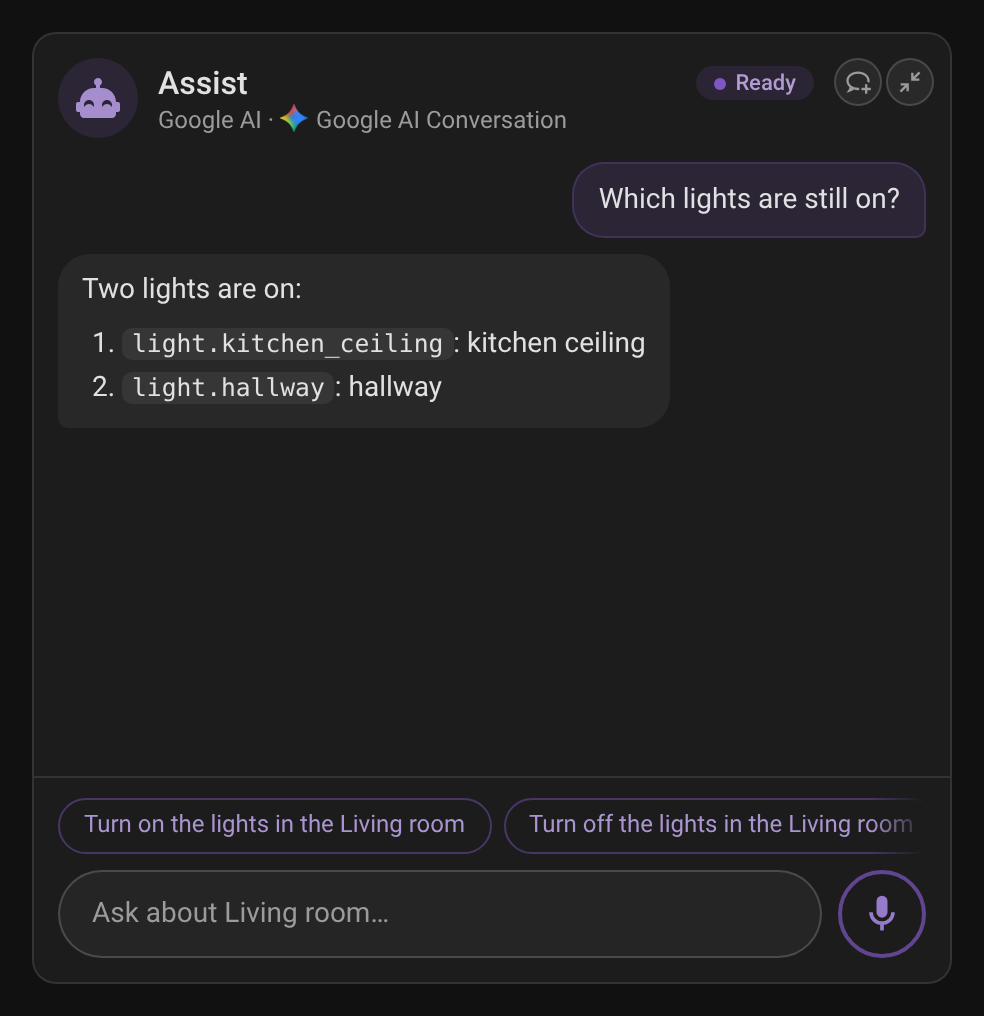 Assist
Ready
Google AI · Google AI Conversation
Which lights are still on?
Two lights are on:
1. light.kitchen_ceiling: kitchen ceiling
2. light.hallway: hallway
Turn on the lights in the Living room
Turn off the lights in the Living room
Ask about Living room…